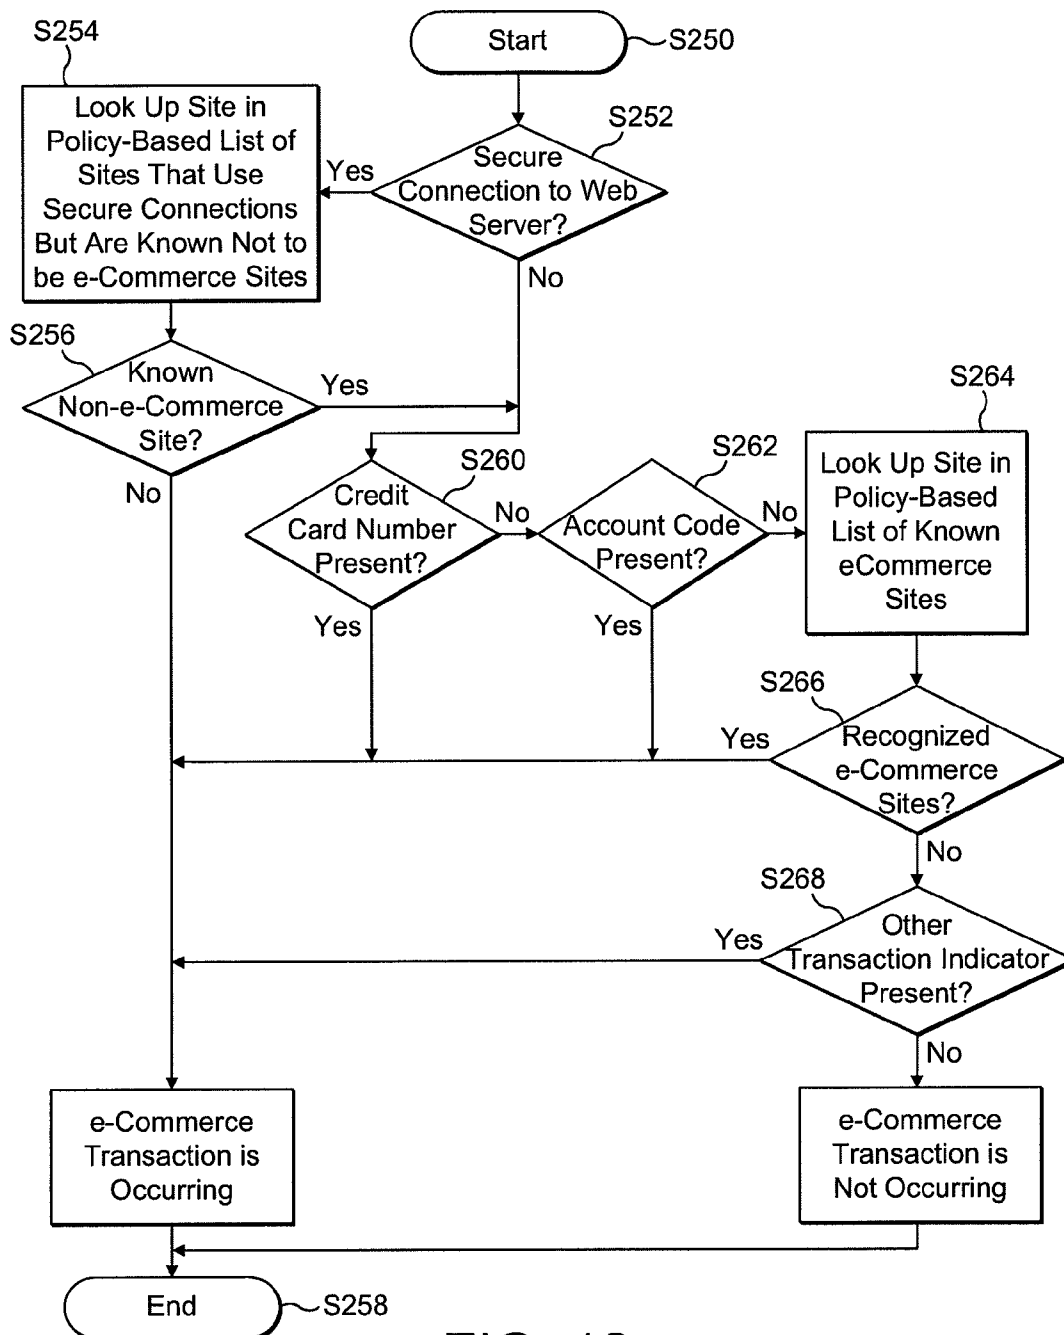 S254
Start
S250
Look Up Site in
Policy-Based List of
Sites That Use
Secure Connections
But Are Known Not to
be e-Commerce Sites
S252
Secure
Connection to Web
Server?
Yes
No
S256
Known
Non-e-Commerce
Site?
Yes
No
S260
Credit
Card Number
Present?
No
Yes
S262
Account Code
Present?
No
Yes
S264
Look Up Site in
Policy-Based
List of Known
eCommerce
Sites
S266
Recognized
e-Commerce
Sites?
Yes
No
S268
Other
Transaction Indicator
Present?
Yes
No
e-Commerce
Transaction is
Occurring
e-Commerce
Transaction is
Not Occurring
End
S258